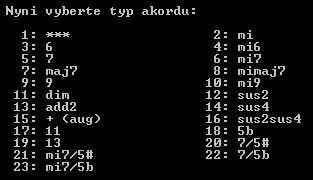 Nyni vyberte typ akordu:
1: *** 2: mi
3: 6 4: mi6
5: 7 6: mi7
7: maj7 8: mimaj7
9: 9 10: mi9
11: dim 12: sus2
13: add2 14: sus4
15: + (aug) 16: sus2sus4
17: 11 18: 5b
19: 13 20: 7/5#
21: mi7/5# 22: 7/5b
23: mi7/5b